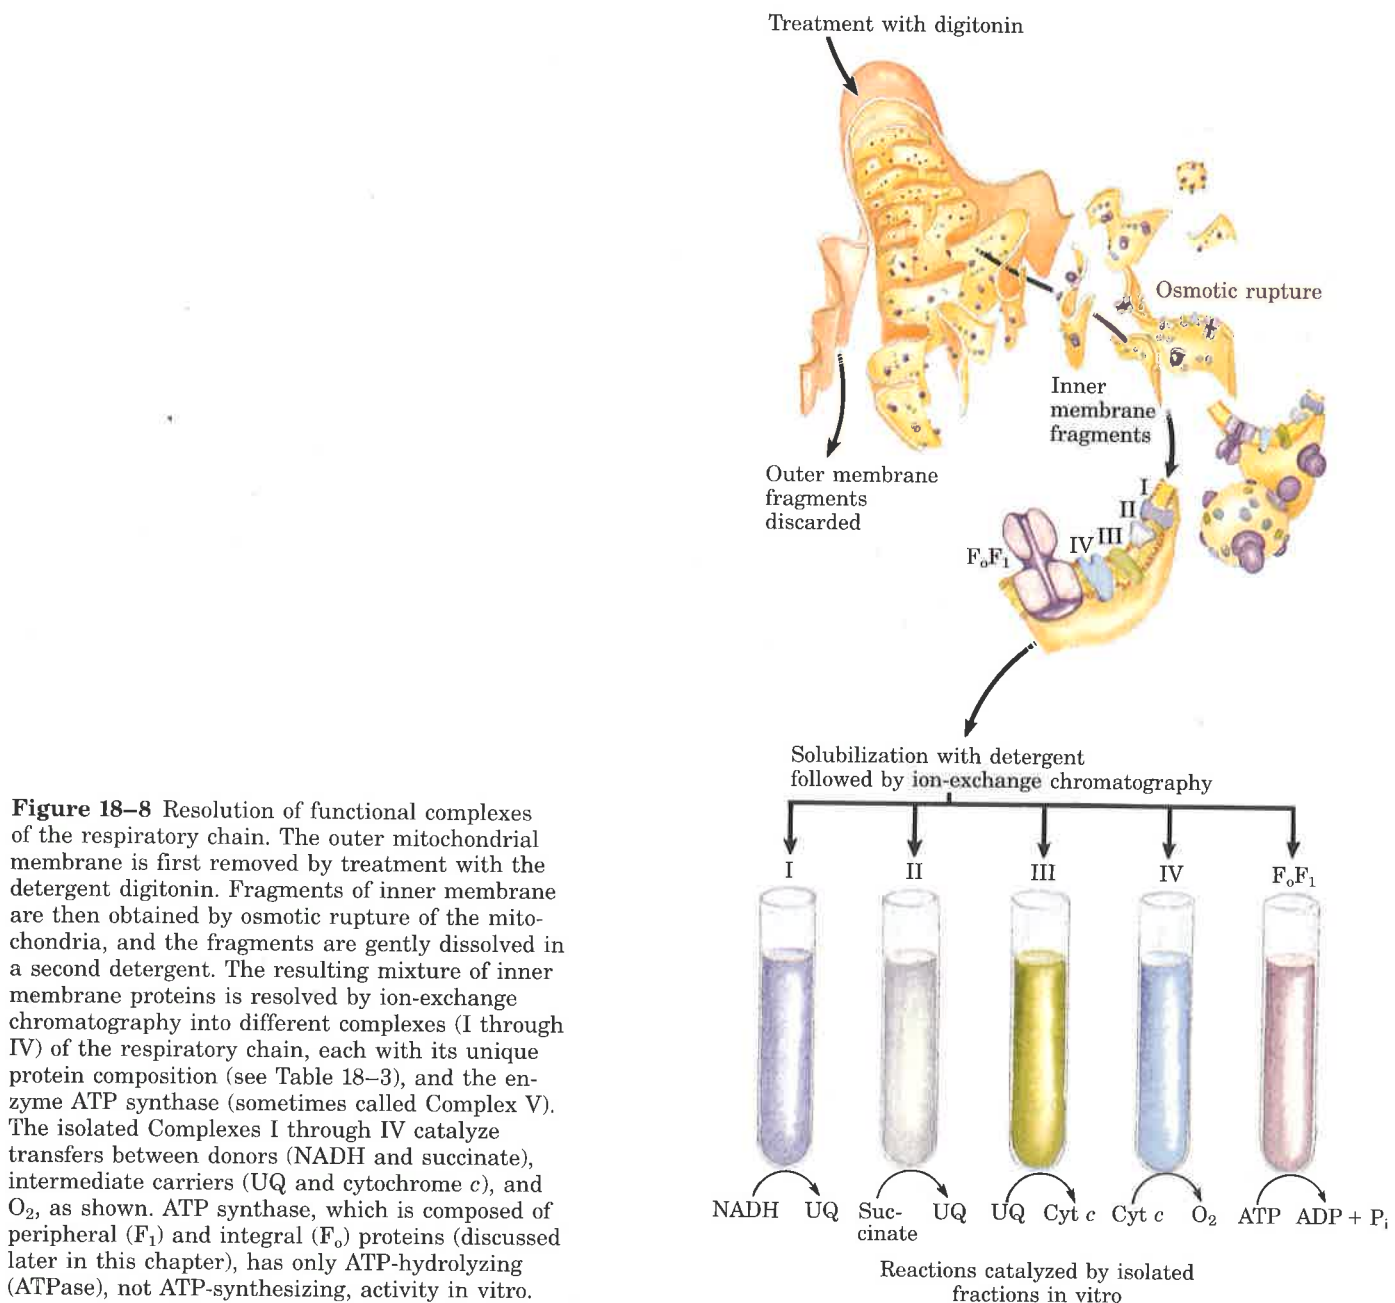 Treatment with digitonin
Osmotic rupture
Inner
membrane
fragments
Outer membrane
fragments
discarded
I
II
III
IV
FₒF₁
Solubilization with detergent
followed by ion-exchange chromatography
I II III IV FₒF₁
NADH UQ Suc-
cinate UQ UQ Cyt c Cyt c O₂ ATP ADP + Pᵢ
Reactions catalyzed by isolated
fractions in vitro
Figure 18–8 Resolution of functional complexes
of the respiratory chain. The outer mitochondrial
membrane is first removed by treatment with the
detergent digitonin. Fragments of inner membrane
are then obtained by osmotic rupture of the mito-
chondria, and the fragments are gently dissolved in
a second detergent. The resulting mixture of inner
membrane proteins is resolved by ion-exchange
chromatography into different complexes (I through
IV) of the respiratory chain, each with its unique
protein composition (see Table 18–3), and the en-
zyme ATP synthase (sometimes called Complex V).
The isolated Complexes I through IV catalyze
transfers between donors (NADH and succinate),
intermediate carriers (UQ and cytochrome c), and
O₂, as shown. ATP synthase, which is composed of
peripheral (F₁) and integral (Fₒ) proteins (discussed
later in this chapter), has only ATP-hydrolyzing
(ATPase), not ATP-synthesizing, activity in vitro.